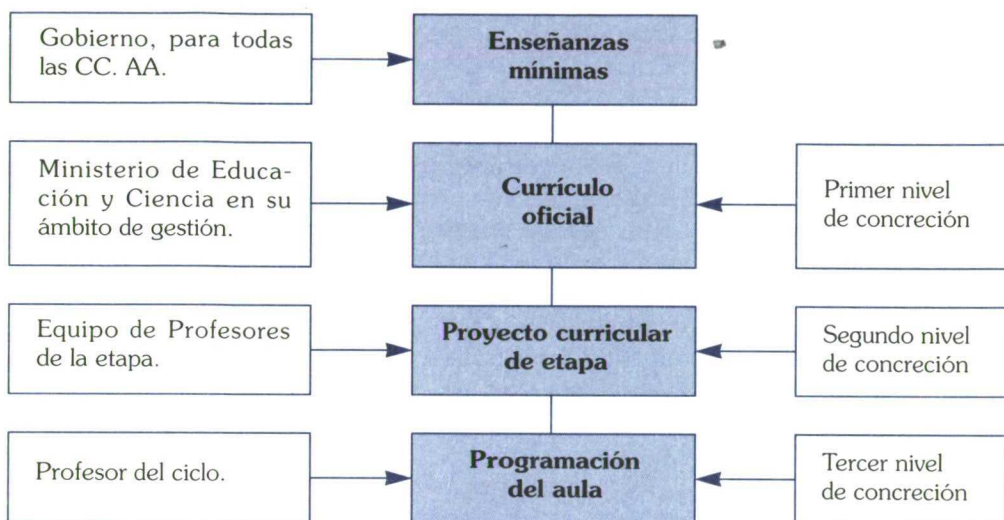 Gobierno, para todas
las CC. AA.
Enseñanzas
mínimas
Ministerio de Educa-
ción y Ciencia en su
ámbito de gestión.
Currículo
oficial
Primer nivel
de concreción
Equipo de Profesores
de la etapa.
Proyecto curricular
de etapa
Segundo nivel
de concreción
Profesor del ciclo.
Programación
del aula
Tercer nivel
de concreción